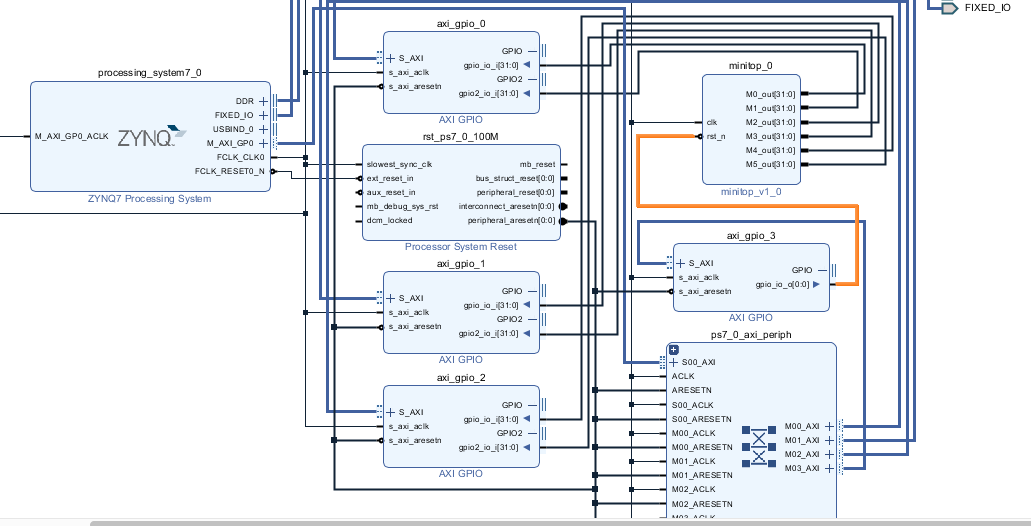 FIXED_IO
axi_gpio_0
S_AXI
s_axi_aclk
s_axi_aresetn
GPIO
gpio_io_i[31:0]
GPIO2
gpio2_io_i[31:0]
AXI GPIO
processing_system7_0
M_AXI_GP0_ACLK
ZYNQ
DDR
FIXED_IO
USBIND_0
M_AXI_GP0
FCLK_CLK0
FCLK_RESET0_N
ZYNQ7 Processing System
rst_ps7_0_100M
slowest_sync_clk
ext_reset_in
aux_reset_in
mb_debug_sys_rst
dcm_locked
mb_reset
bus_struct_reset[0:0]
peripheral_reset[0:0]
interconnect_aresetn[0:0]
peripheral_aresetn[0:0]
Processor System Reset
minitop_0
clk
rst_n
M0_out[31:0]
M1_out[31:0]
M2_out[31:0]
M3_out[31:0]
M4_out[31:0]
M5_out[31:0]
minitop_v1_0
axi_gpio_3
S_AXI
s_axi_aclk
s_axi_aresetn
GPIO
gpio_io_o[0:0]
AXI GPIO
axi_gpio_1
S_AXI
s_axi_aclk
s_axi_aresetn
GPIO
gpio_io_i[31:0]
GPIO2
gpio2_io_i[31:0]
AXI GPIO
axi_gpio_2
S_AXI
s_axi_aclk
s_axi_aresetn
GPIO
gpio_io_i[31:0]
GPIO2
gpio2_io_i[31:0]
AXI GPIO
ps7_0_axi_periph
S00_AXI
ACLK
ARESETN
S00_ACLK
S00_ARESETN
M00_ACLK
M00_ARESETN
M01_ACLK
M01_ARESETN
M02_ACLK
M02_ARESETN
M00_AXI
M01_AXI
M02_AXI
M03_AXI